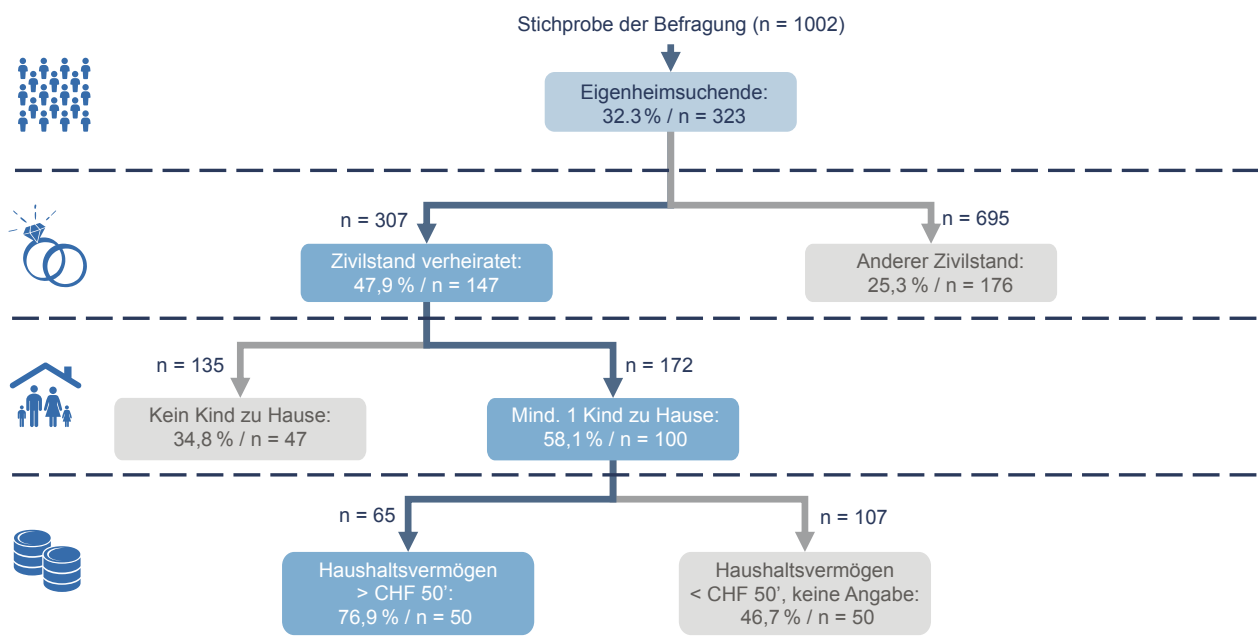 Stichprobe der Befragung (n = 1002)
Eigenheimsuchende:
32.3 % / n = 323
n = 307
n = 695
Zivilstand verheiratet:
47,9 % / n = 147
Anderer Zivilstand:
25,3 % / n = 176
n = 135
n = 172
Kein Kind zu Hause:
34,8 % / n = 47
Mind. 1 Kind zu Hause:
58,1 % / n = 100
n = 65
n = 107
Haushaltsvermögen
> CHF 50’:
76,9 % / n = 50
Haushaltsvermögen
< CHF 50’, keine Angabe:
46,7 % / n = 50